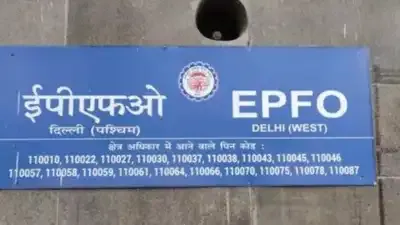 ईपीएफओ EPFO
दिल्ली (पश्चिम) DELHI (WEST)
क्षेत्र अधिकार में आने वाले पिन कोड :
110010, 110022, 110027, 110030, 110037, 110038, 110043, 110045, 110046
110057, 110058, 110059, 110061, 110064, 110066, 110070, 110075, 110078, 110087